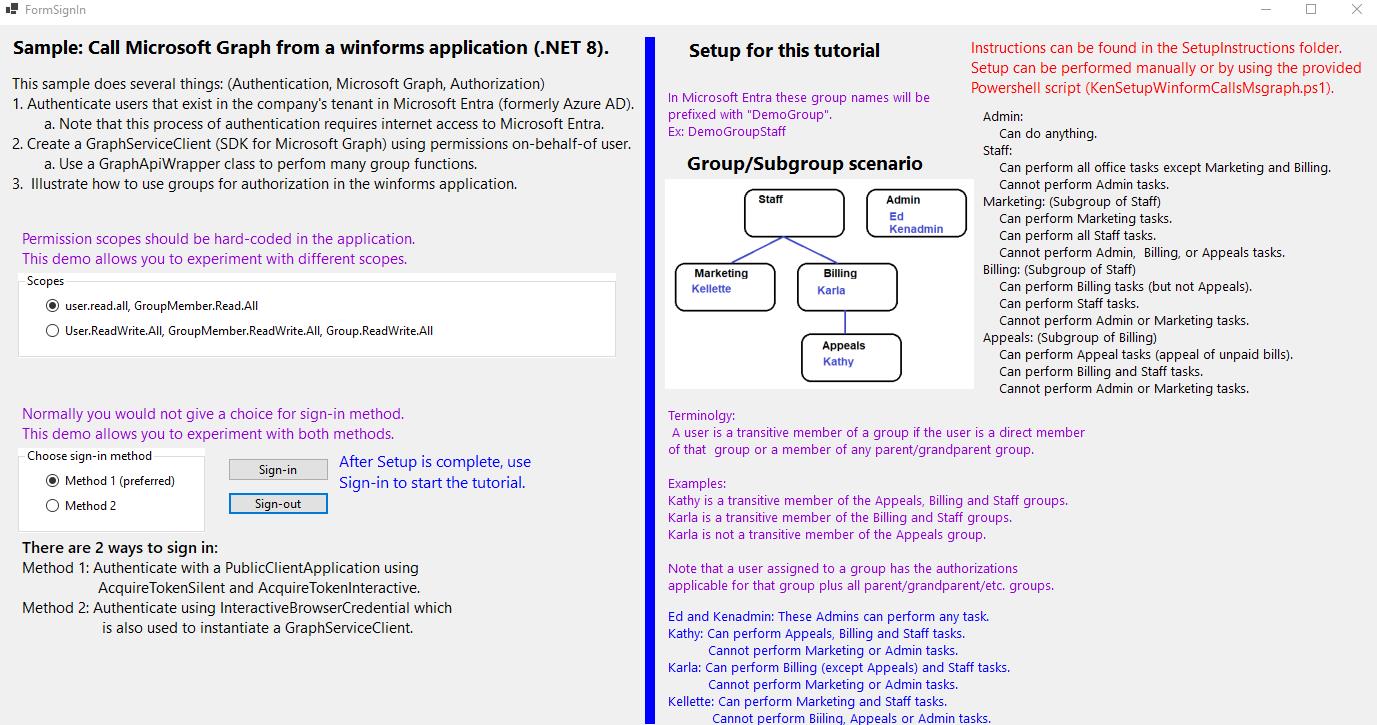 FormSignIn
Sample: Call Microsoft Graph from a winforms application (.NET 8).
This sample does several things: (Authentication, Microsoft Graph, Authorization)
1. Authenticate users that exist in the company's tenant in Microsoft Entra (formerly Azure AD).
a. Note that this process of authentication requires internet access to Microsoft Entra.
2. Create a GraphServiceClient (SDK for Microsoft Graph) using permissions on-behalf-of user.
a. Use a GraphApiWrapper class to perfom many group functions.
3. Illustrate how to use groups for authorization in the winforms application.
Permission scopes should be hard-coded in the application.
This demo allows you to experiment with different scopes.
Scopes
user.read.all, GroupMember.Read.All
User.ReadWrite.All, GroupMember.ReadWrite.All, Group.ReadWrite.All
Normally you would not give a choice for sign-in method.
This demo allows you to experiment with both methods.
Choose sign-in method
Method 1 (preferred)
Method 2
Sign-in
Sign-out
After Setup is complete, use
Sign-in to start the tutorial.
There are 2 ways to sign in:
Method 1: Authenticate with a PublicClientApplication using
AcquireTokenSilent and AcquireTokenInteractive.
Method 2: Authenticate using InteractiveBrowserCredential which
is also used to instantiate a GraphServiceClient.
Setup for this tutorial
In Microsoft Entra these group names will be
prefixed with "DemoGroup".
Ex: DemoGroupStaff
Group/Subgroup scenario
Staff
Admin
Ed
Kenadmin
Marketing
Kellette
Billing
Karla
Appeals
Kathy
Instructions can be found in the SetupInstructions folder.
Setup can be performed manually or by using the provided
Powershell script (KenSetupWinformCallsMsgraph.ps1).
Admin:
Can do anything.
Staff:
Can perform all office tasks except Marketing and Billing.
Cannot perform Admin tasks.
Marketing: (Subgroup of Staff)
Can perform Marketing tasks.
Can perform all Staff tasks.
Cannot perform Admin, Billing, or Appeals tasks.
Billing: (Subgroup of Staff)
Can perform Billing tasks (but not Appeals).
Can perform Staff tasks.
Cannot perform Admin or Marketing tasks.
Appeals: (Subgroup of Billing)
Can perform Appeal tasks (appeal of unpaid bills).
Can perform Billing and Staff tasks.
Cannot perform Admin or Marketing tasks.
Terminolgy:
A user is a transitive member of a group if the user is a direct member
of that group or a member of any parent/grandparent group.
Examples:
Kathy is a transitive member of the Appeals, Billing and Staff groups.
Karla is a transitive member of the Billing and Staff groups.
Karla is not a transitive member of the Appeals group.
Note that a user assigned to a group has the authorizations
applicable for that group plus all parent/grandparent/etc. groups.
Ed and Kenadmin: These Admins can perform any task.
Kathy: Can perform Appeals, Billing and Staff tasks.
Cannot perform Marketing or Admin tasks.
Karla: Can perform Billing (except Appeals) and Staff tasks.
Cannot perform Marketing or Admin tasks.
Kellette: Can perform Marketing and Staff tasks.
Cannot perform Biiling, Appeals or Admin tasks.